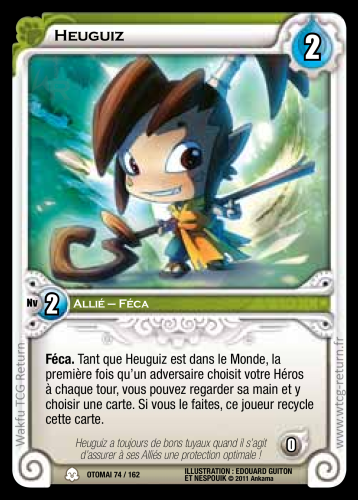 Heuguiz
2
Nv 2
Allié – Féca
Féca. Tant que Heuguiz est dans le Monde, la
première fois qu'un adversaire choisit votre Héros
à chaque tour, vous pouvez regarder sa main et y
choisir une carte. Si vous le faites, ce joueur recycle
cette carte.
Heuguiz a toujours de bons tuyaux quand il s'agit
d'assurer à ses Alliés une protection optimale !
0
OTOMAI 74 / 162
ILLUSTRATION : EDOUARD GUITON
ET NESPOUIK © 2011 Ankama
Wakfu TCG Return
www.wtcg-return.fr